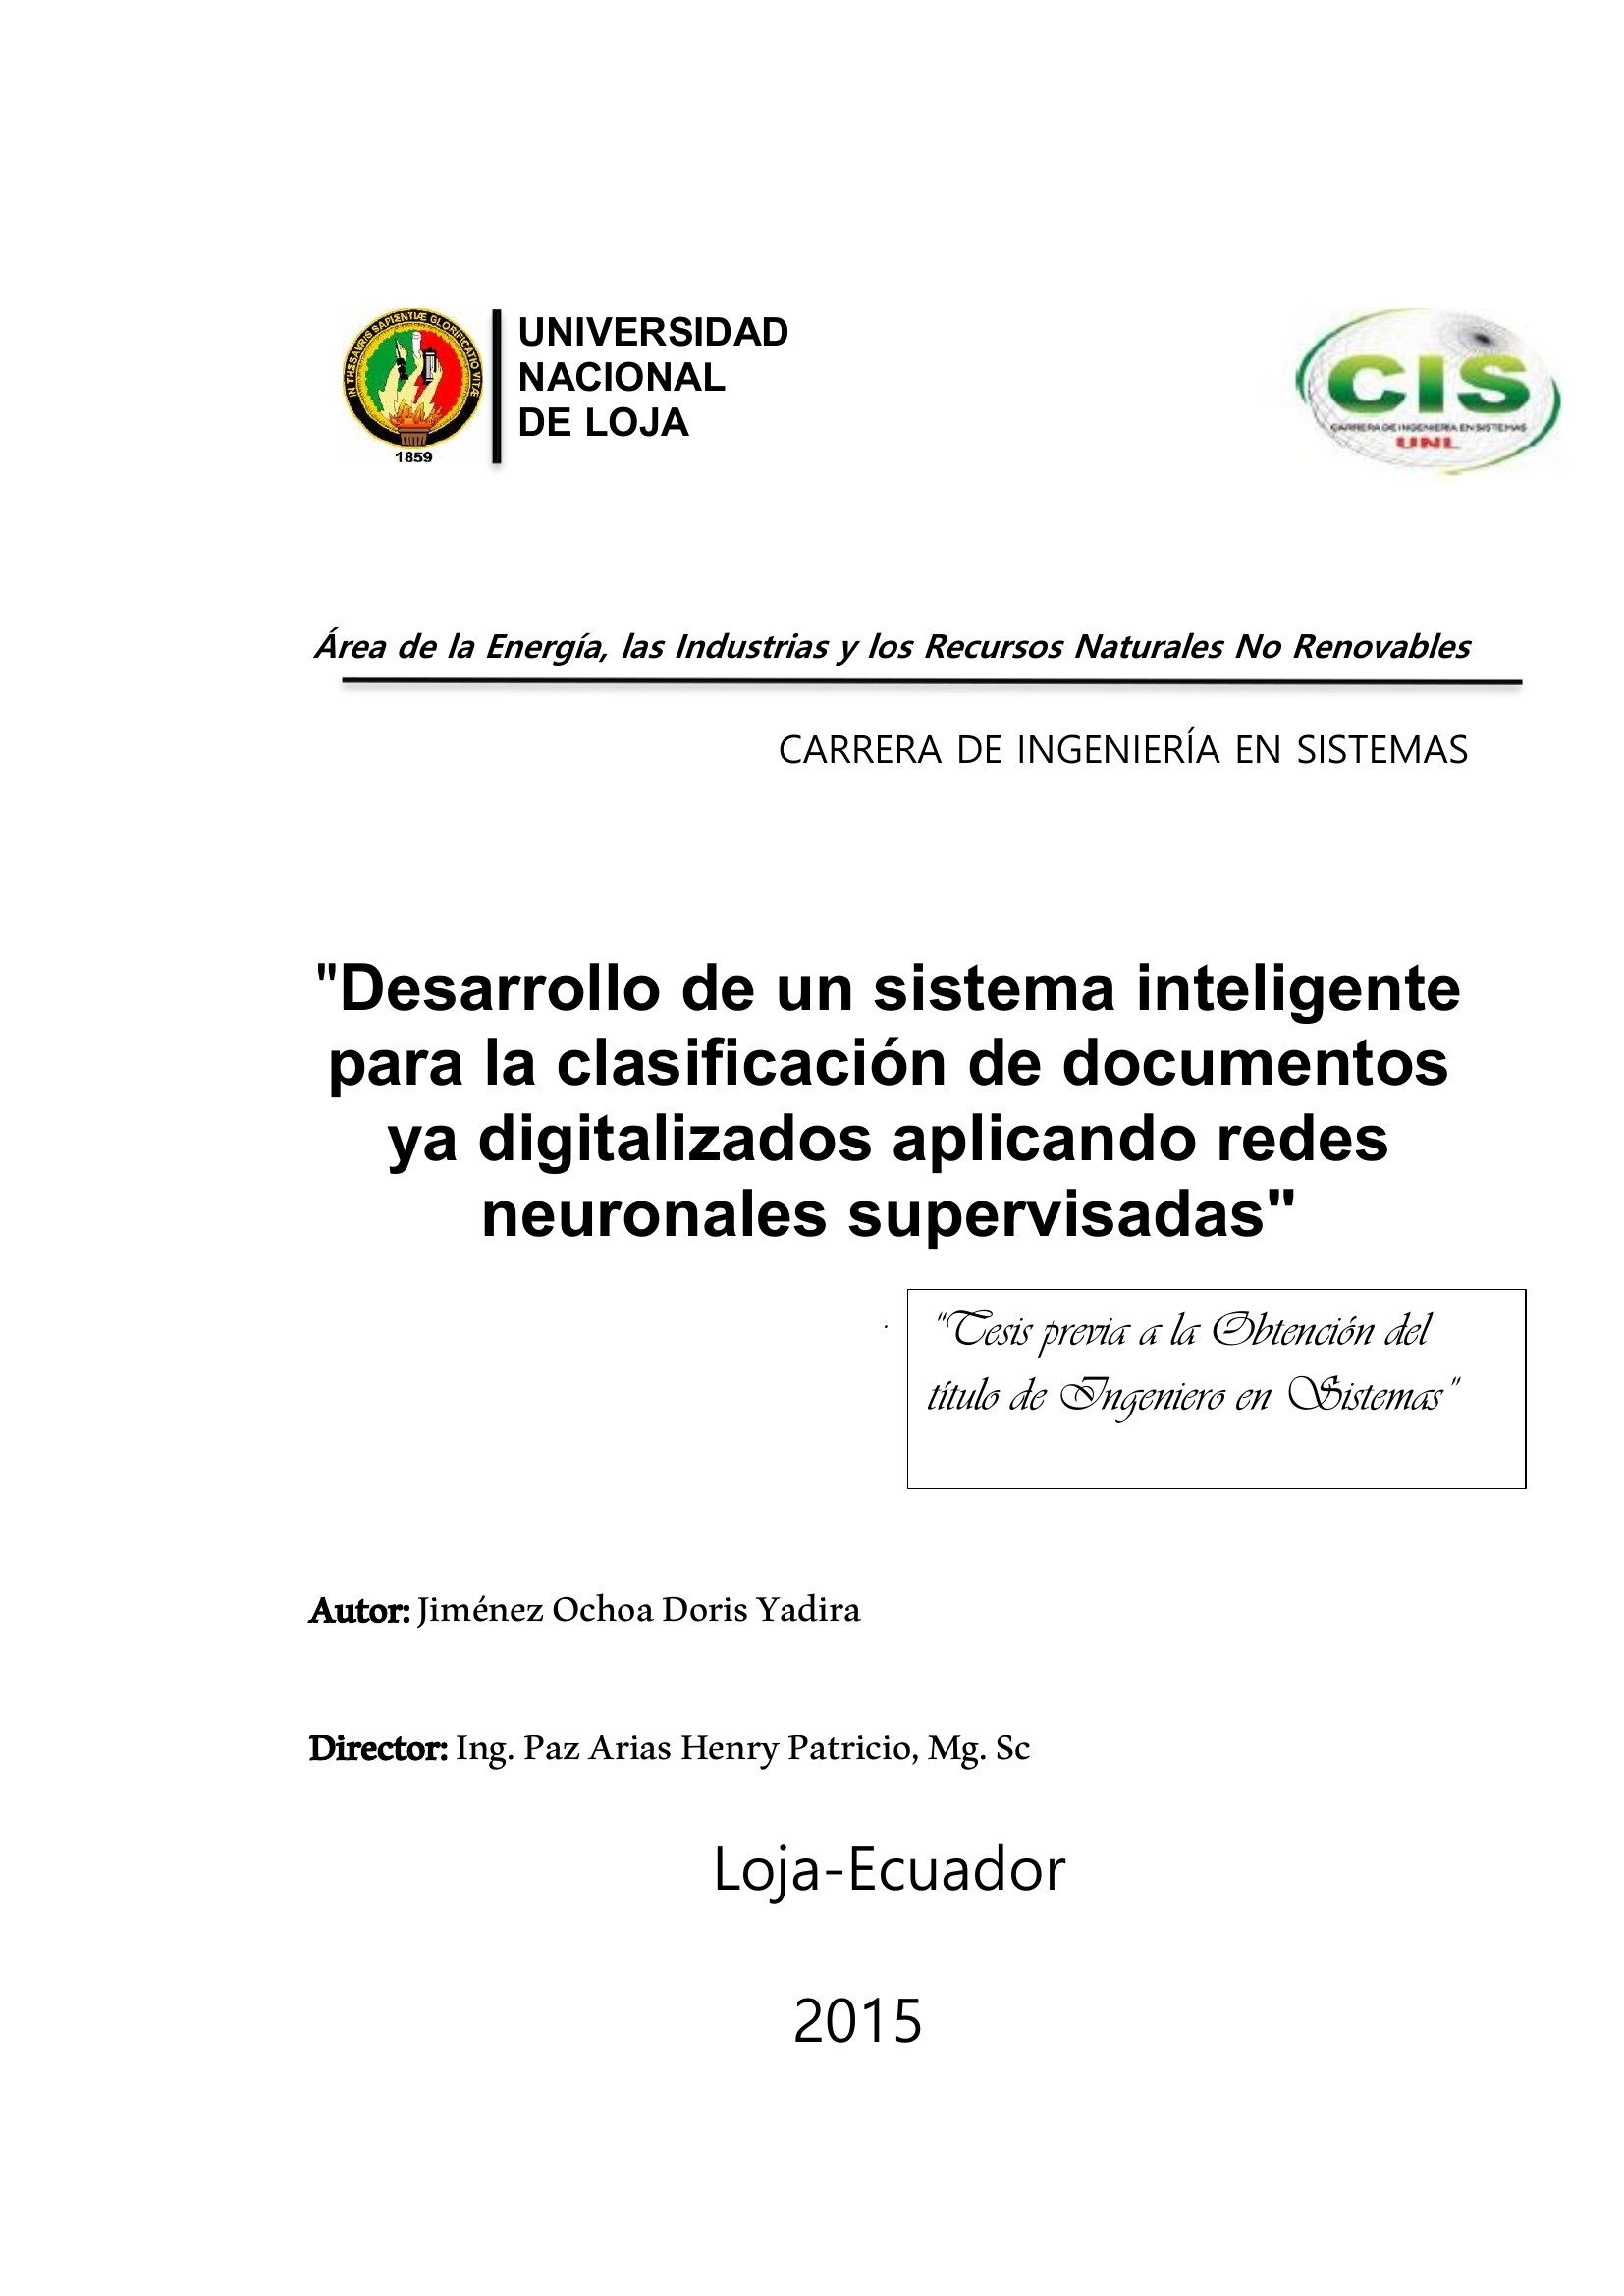 IN THESAVRIS SAPIENTIÆ GLORIFICATIO VITÆ
1859
UNIVERSIDAD
NACIONAL
DE LOJA
CIS
CARRERA DE INGENIERIA EN SISTEMAS
UNL
Área de la Energía, las Industrias y los Recursos Naturales No Renovables
CARRERA DE INGENIERÍA EN SISTEMAS
"Desarrollo de un sistema inteligente
para la clasificación de documentos
ya digitalizados aplicando redes
neuronales supervisadas"
.
"Tesis previa a la Obtención del
título de Ingeniero en Sistemas"
Autor: Jiménez Ochoa Doris Yadira
Director: Ing. Paz Arias Henry Patricio, Mg. Sc
Loja-Ecuador
2015